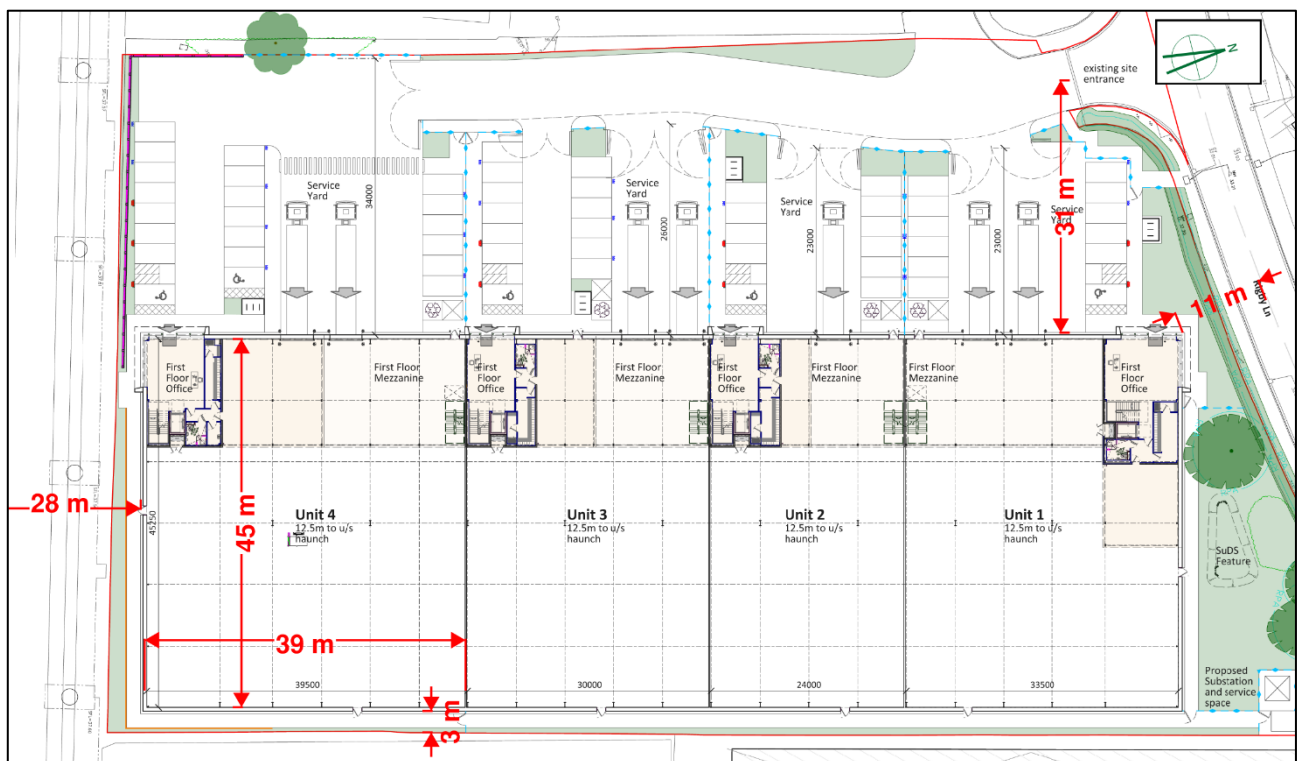 N
existing site
entrance
Service
Yard
34000
Service
Yard
26000
Service
Yard
23000
23000
Service
Yard
31 m
Rigby Ln
11 m
First
Floor
Office
First Floor
Mezzanine
First
Floor
Office
First Floor
Mezzanine
First
Floor
Office
First Floor
Mezzanine
First Floor
Mezzanine
First
Floor
Office
28 m
45250
45 m
Unit 4
12.5m to u/s
haunch
Unit 3
12.5m to u/s
haunch
Unit 2
12.5m to u/s
haunch
Unit 1
12.5m to u/s
haunch
SuDS
Feature
39 m
39500
30000
24000
33500
Proposed
Substation
and service
space
3 m